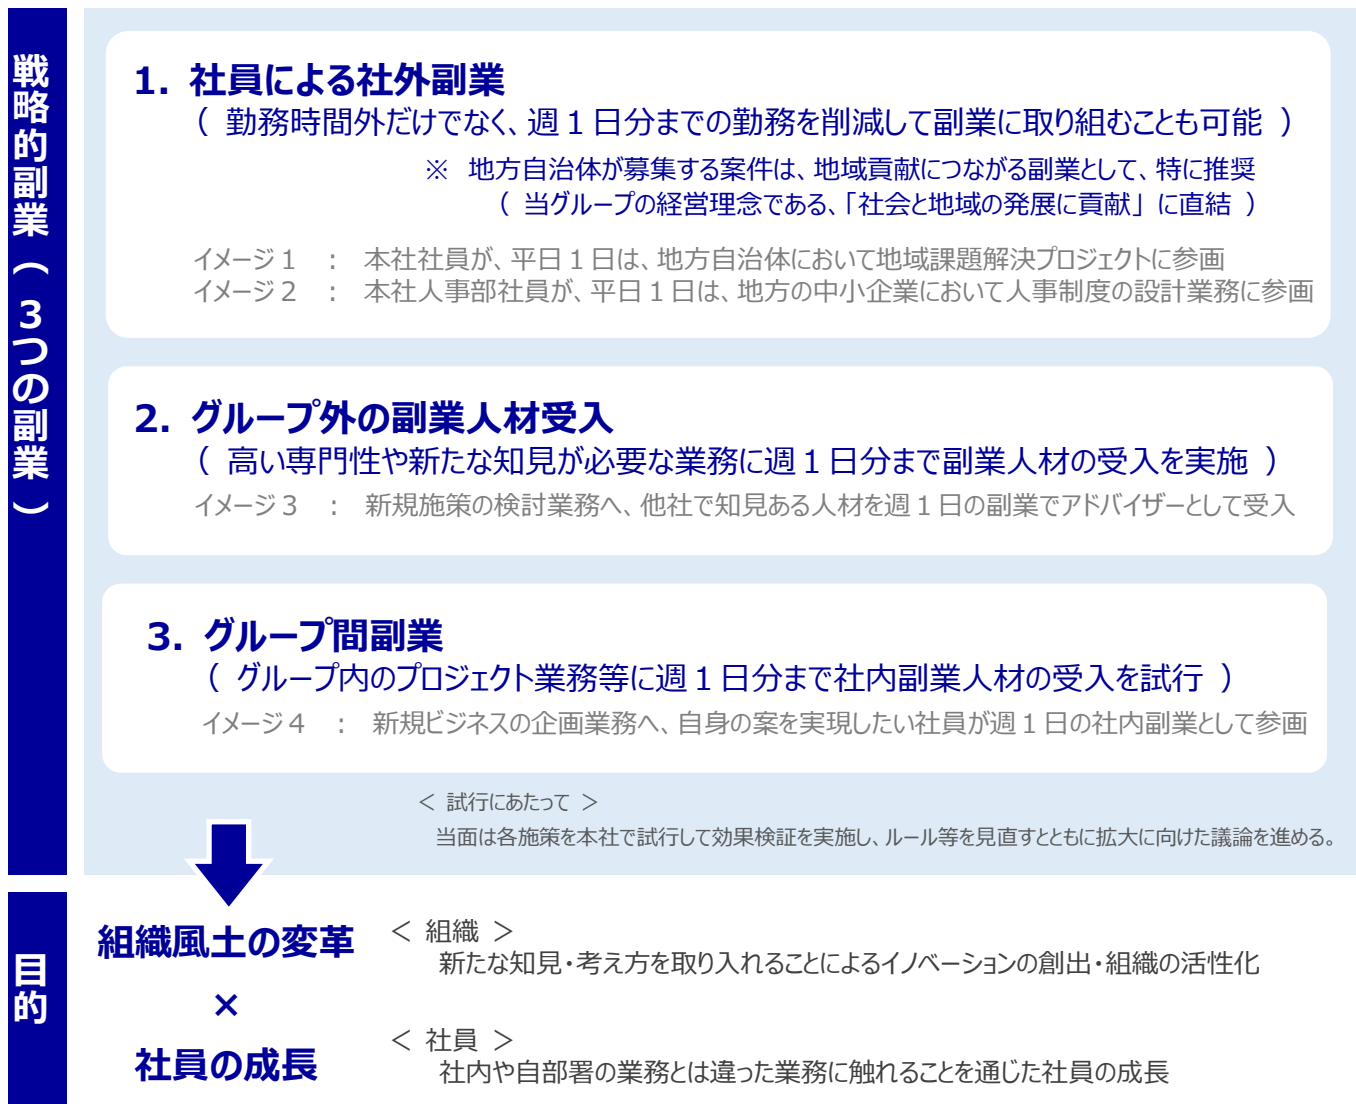 戦略的副業（３つの副業）
1. 社員による社外副業
（ 勤務時間外だけでなく、週１日分までの勤務を削減して副業に取り組むことも可能 ）
※ 地方自治体が募集する案件は、地域貢献につながる副業として、特に推奨
（ 当グループの経営理念である、「社会と地域の発展に貢献」 に直結 ）
イメージ１ ： 本社社員が、平日１日は、地方自治体において地域課題解決プロジェクトに参画
イメージ２ ： 本社人事部社員が、平日１日は、地方の中小企業において人事制度の設計業務に参画
2. グループ外の副業人材受入
（ 高い専門性や新たな知見が必要な業務に週１日分まで副業人材の受入を実施 ）
イメージ３ ： 新規施策の検討業務へ、他社で知見ある人材を週１日の副業でアドバイザーとして受入
3. グループ間副業
（ グループ内のプロジェクト業務等に週１日分まで社内副業人材の受入を試行 ）
イメージ４ ： 新規ビジネスの企画業務へ、自身の案を実現したい社員が週１日の社内副業として参画
＜ 試行にあたって ＞
当面は各施策を本社で試行して効果検証を実施し、ルール等を見直すとともに拡大に向けた議論を進める。
目的
組織風土の変革
×
社員の成長
＜ 組織 ＞
新たな知見・考え方を取り入れることによるイノベーションの創出・組織の活性化
＜ 社員 ＞
社内や自部署の業務とは違った業務に触れることを通じた社員の成長